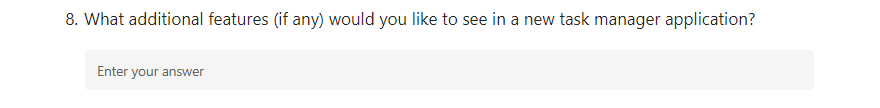 8. What additional features (if any) would you like to see in a new task manager application?
Enter your answer